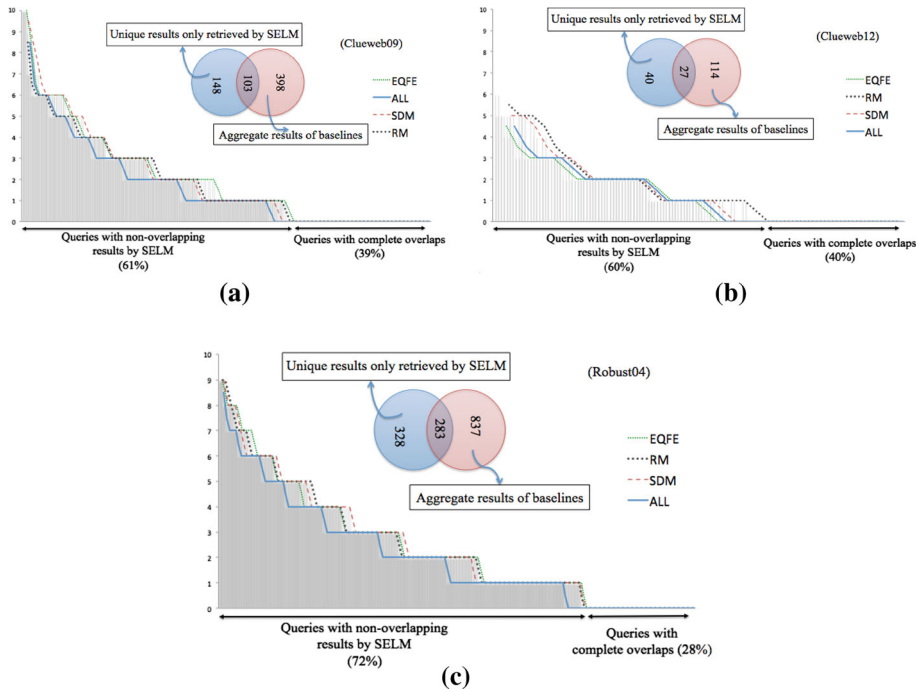 10
9
8
7
6
5
4
3
2
1
0
Unique results only retrieved by SELM
(Clueweb09)
148
103
398
Aggregate results of baselines
EQFE
ALL
SDM
RM
Queries with non-overlapping
results by SELM
(61%)
Queries with complete overlaps
(39%)
(a)
10
9
8
7
6
5
4
3
2
1
0
Unique results only retrieved by SELM
(Clueweb12)
40
27
114
Aggregate results of baselines
EQFE
RM
SDM
ALL
Queries with non-overlapping
results by SELM
(60%)
Queries with complete overlaps
(40%)
(b)
10
9
8
7
6
5
4
3
2
1
0
Unique results only retrieved by SELM
(Robust04)
328
283
837
Aggregate results of baselines
EQFE
RM
SDM
ALL
Queries with non-overlapping
results by SELM
(72%)
Queries with
complete overlaps (28%)
(c)